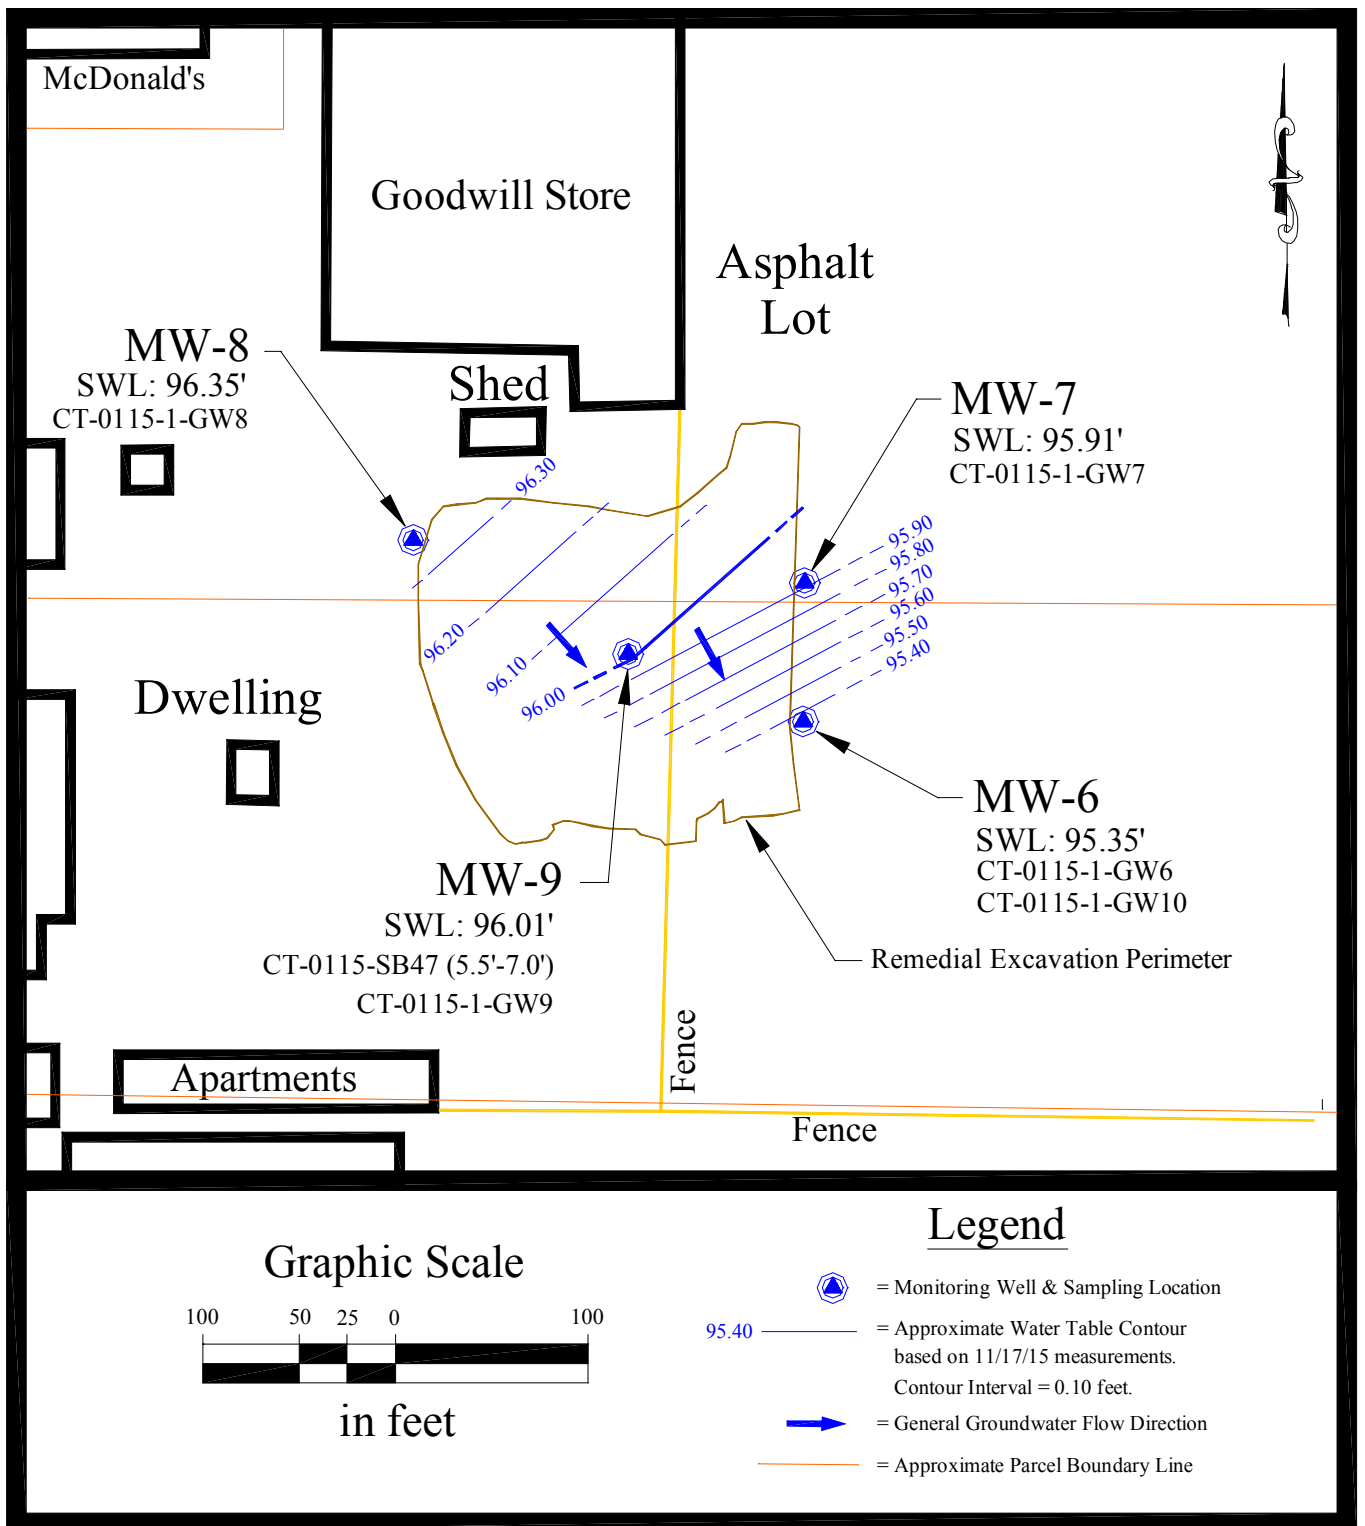 McDonald's
Goodwill Store
Asphalt
Lot
MW-8
SWL: 96.35'
CT-0115-1-GW8
Shed
MW-7
SWL: 95.91'
CT-0115-1-GW7
96.30
96.20
96.10
96.00
95.90
95.80
95.70
95.60
95.50
95.40
Dwelling
MW-6
SWL: 95.35'
CT-0115-1-GW6
CT-0115-1-GW10
MW-9
SWL: 96.01'
CT-0115-SB47 (5.5'-7.0')
CT-0115-1-GW9
Remedial Excavation Perimeter
Fence
Apartments
Fence
Graphic Scale
100 50 25 0 100
in feet
Legend
= Monitoring Well & Sampling Location
95.40 = Approximate Water Table Contour
based on 11/17/15 measurements.
Contour Interval = 0.10 feet.
= General Groundwater Flow Direction
= Approximate Parcel Boundary Line